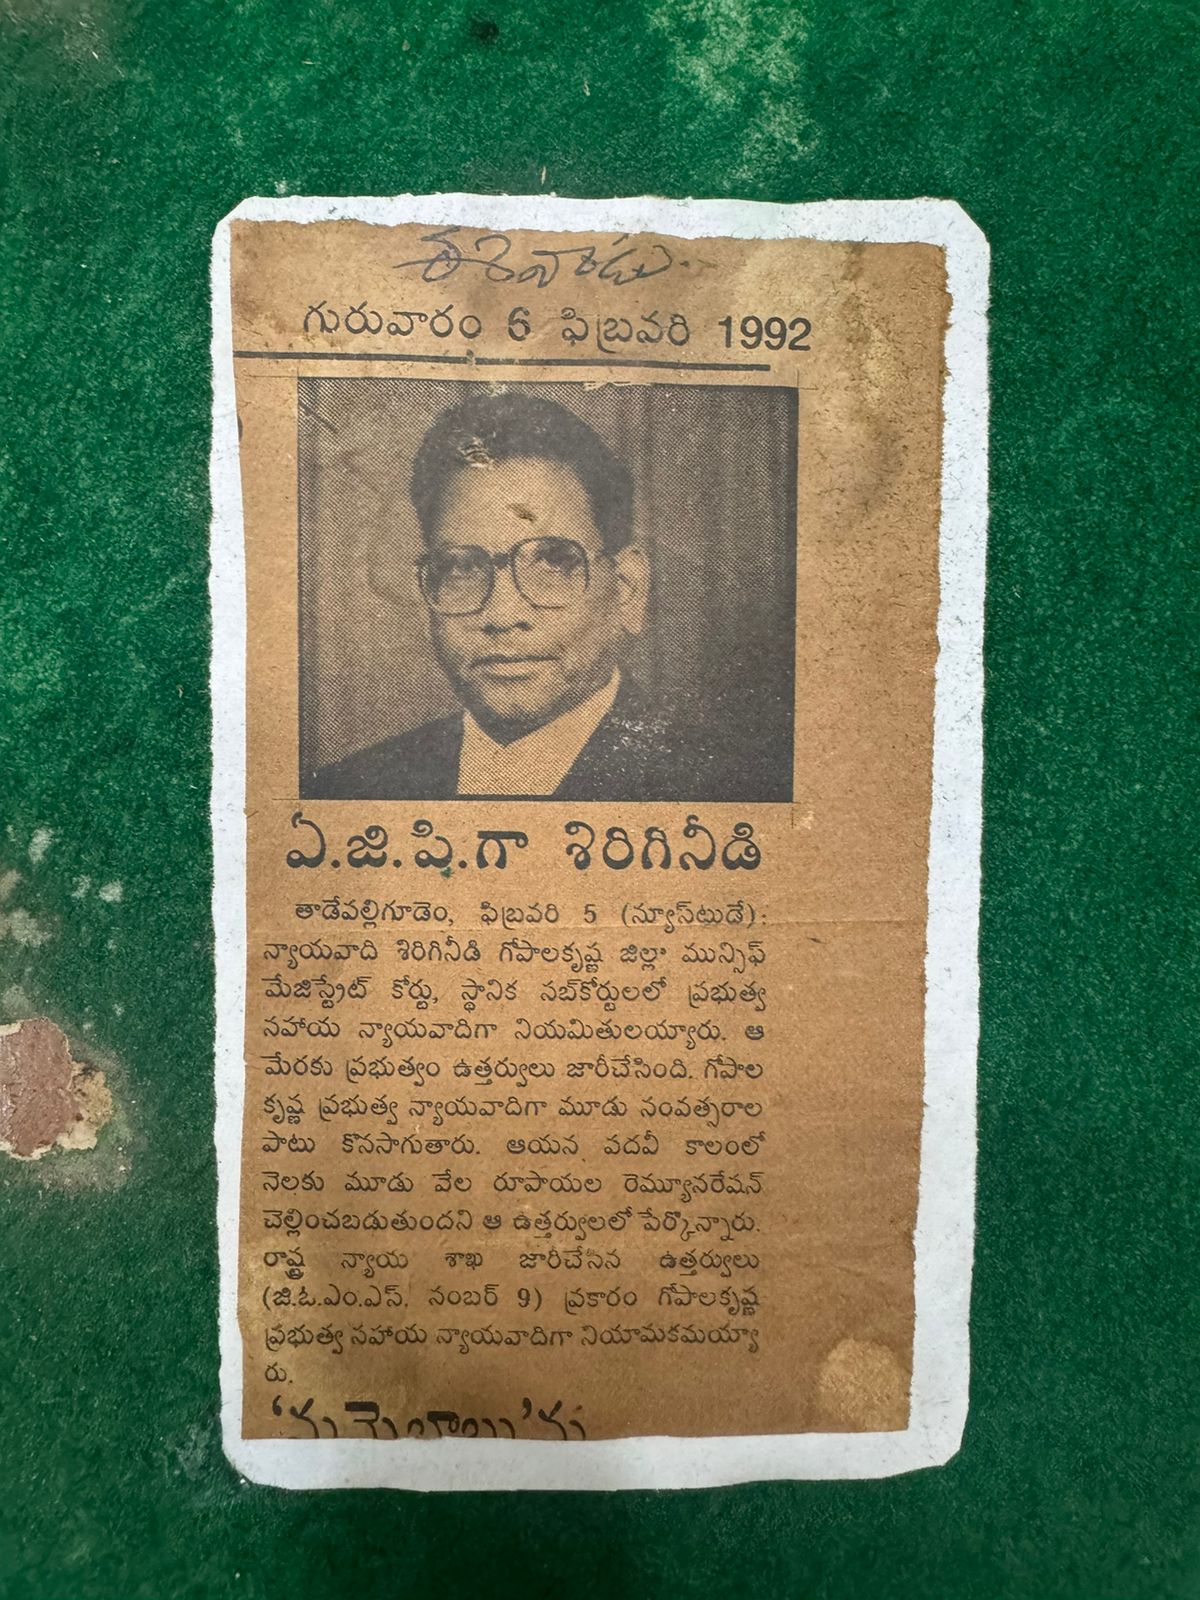 గురువారం 6 ఫిబ్రవరి 1992
ఏ.జి.పి.గా శిరిగినీడి
తాడేవల్లిగూడెం, ఫిబ్రవరి 5 (న్యూస్‌టుడే):
న్యాయవాది శిరిగినీడి గోపాలకృష్ణ జిల్లా మున్సిఫ్
మేజిస్ట్రేట్ కోర్టు, స్థానిక సబ్‌కోర్టులలో ప్రభుత్వ
సహాయ న్యాయవాదిగా నియమితులయ్యారు. ఆ
మేరకు ప్రభుత్వం ఉత్తర్వులు జారీచేసింది. గోపాల
కృష్ణ ప్రభుత్వ న్యాయవాదిగా మూడు సంవత్సరాల
పాటు కొనసాగుతారు. ఆయన పదవీ కాలంలో
నెలకు మూడు వేల రూపాయల రెమ్యూనరేషన్
చెల్లించబడుతుందని ఆ ఉత్తర్వులలో పేర్కొన్నారు.
రాష్ట్ర న్యాయ శాఖ జారీచేసిన ఉత్తర్వులు
(జి.ఓ.ఎం.ఎస్. నంబర్ 9) ప్రకారం గోపాలకృష్ణ
ప్రభుత్వ సహాయ న్యాయవాదిగా నియామకమయ్యా
రు.